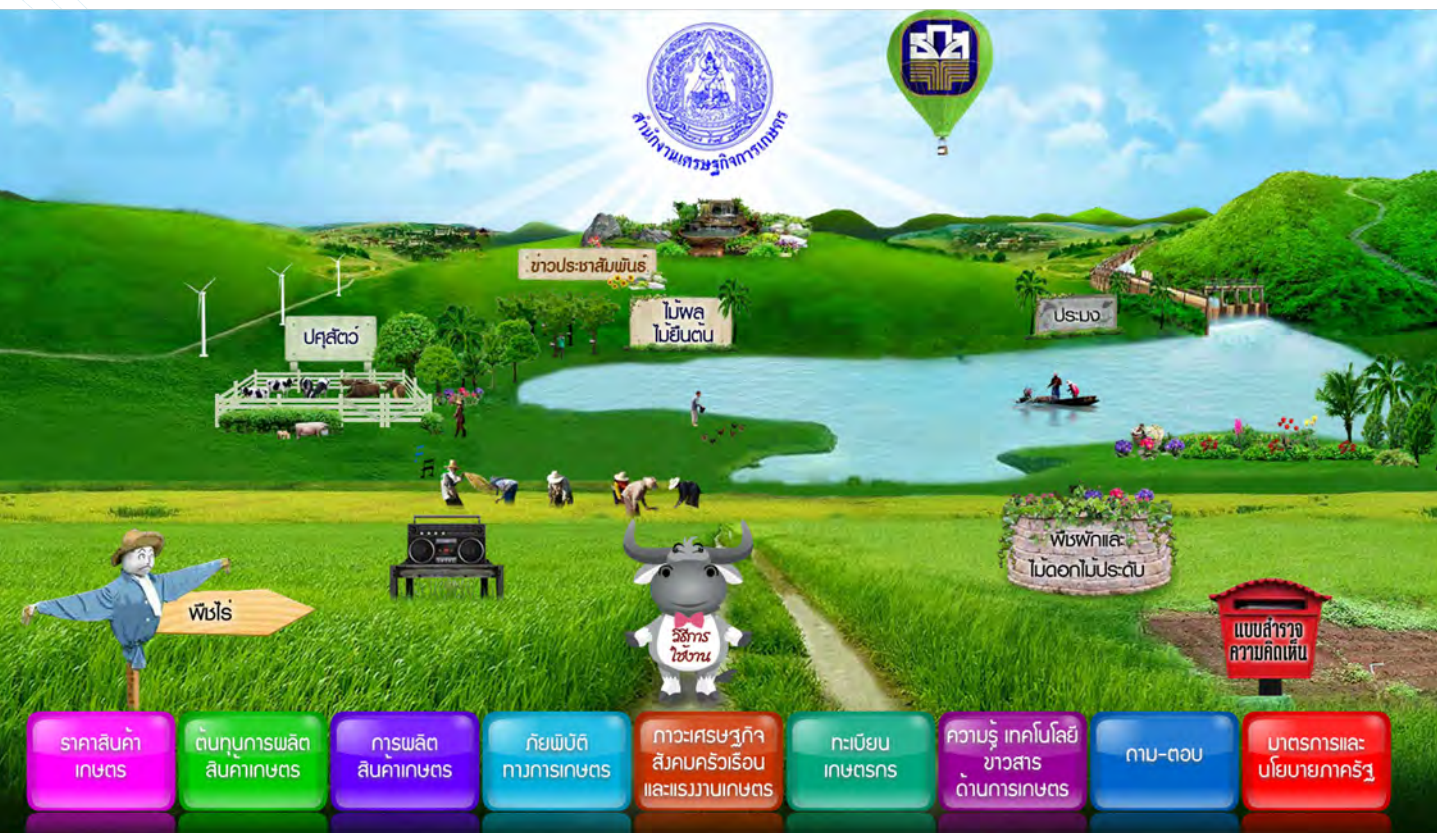 ธกส
สำนักงานเศรษฐกิจการเกษตร
ข่าวประชาสัมพันธ์
ไม้ผล
ไม้ยืนต้น
ประมง
ปศุสัตว์
พืชผักและ
ไม้ดอกไม้ประดับ
พืชไร่
วิธีการ
ใช้งาน
แบบสำรวจ
ความคิดเห็น
ราคาสินค้า
เกษตร
ต้นทุนการผลิต
สินค้าเกษตร
การผลิต
สินค้าเกษตร
ภัยพิบัติ
ทางการเกษตร
ภาวะเศรษฐกิจ
สังคมครัวเรือน
และแรงงานเกษตร
ทะเบียน
เกษตรกร
ความรู้ เทคโนโลยี
ข่าวสาร
ด้านการเกษตร
ถาม-ตอบ
มาตรการและ
นโยบายภาครัฐ